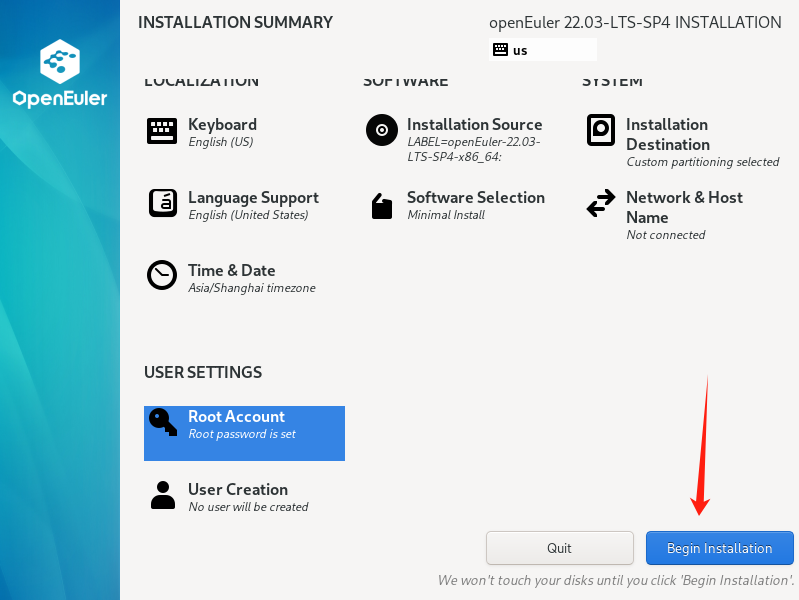 OpenEuler
INSTALLATION SUMMARY
openEuler 22.03-LTS-SP4 INSTALLATION
us
LOCALIZATION
SOFTWARE
SYSTEM
Keyboard
English (US)
Installation Source
LABEL=openEuler-22.03-
LTS-SP4-x86_64:
Installation
Destination
Custom partitioning selected
Language Support
English (United States)
Software Selection
Minimal Install
Network & Host
Name
Not connected
Time & Date
Asia/Shanghai timezone
USER SETTINGS
Root Account
Root password is set
User Creation
No user will be created
Quit
Begin Installation
We won't touch your disks until you click 'Begin Installation'.